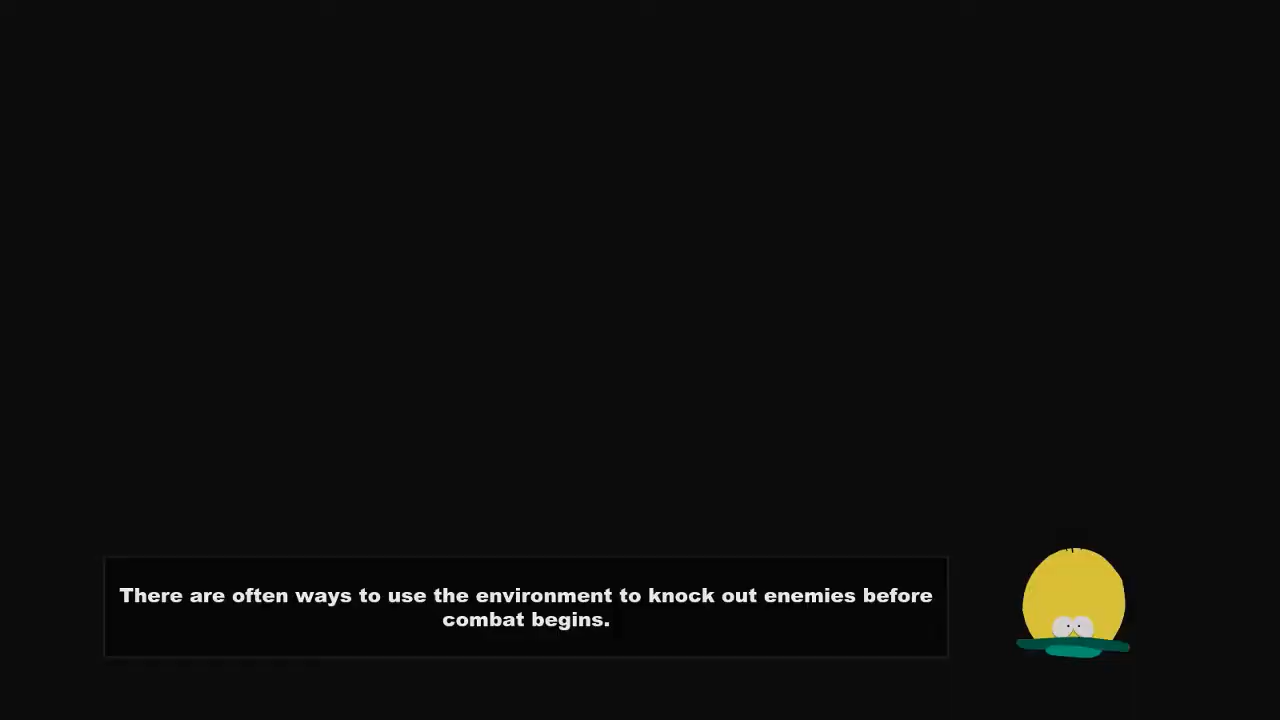 There are often ways to use the environment to knock out enemies before
combat begins.